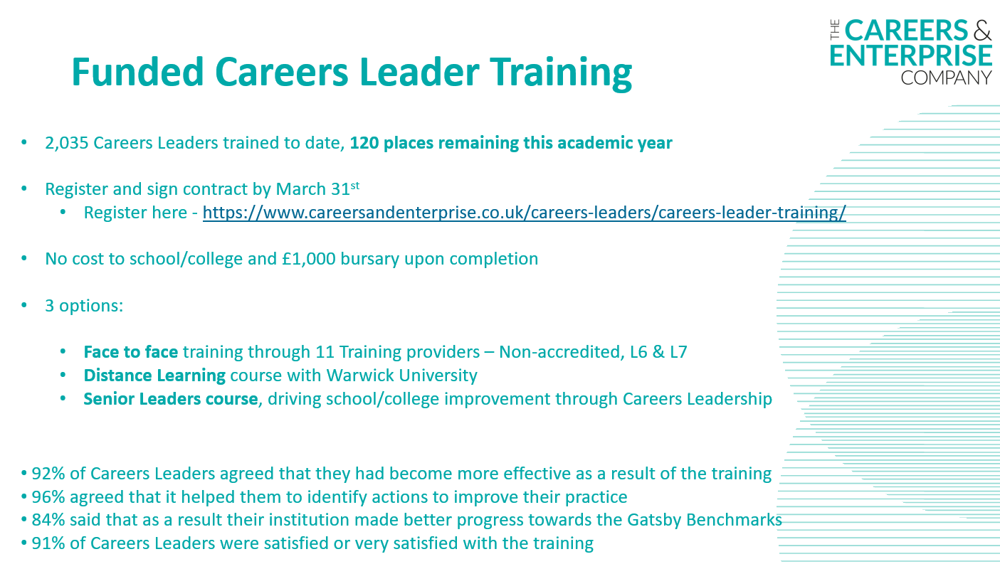 THE CAREERS &
ENTERPRISE
COMPANY
Funded Careers Leader Training
• 2,035 Careers Leaders trained to date, 120 places remaining this academic year
• Register and sign contract by March 31st
• Register here - https://www.careersandenterprise.co.uk/careers-leaders/careers-leader-training/
• No cost to school/college and £1,000 bursary upon completion
• 3 options:
• Face to face training through 11 Training providers – Non-accredited, L6 & L7
• Distance Learning course with Warwick University
• Senior Leaders course, driving school/college improvement through Careers Leadership
• 92% of Careers Leaders agreed that they had become more effective as a result of the training
• 96% agreed that it helped them to identify actions to improve their practice
• 84% said that as a result their institution made better progress towards the Gatsby Benchmarks
• 91% of Careers Leaders were satisfied or very satisfied with the training